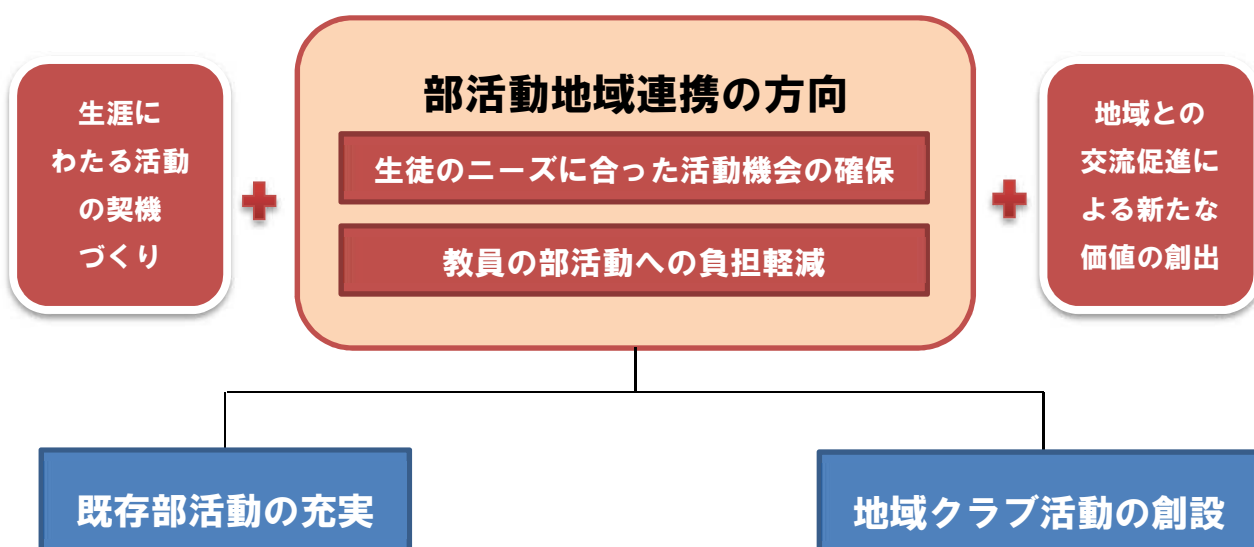 部活動地域連携の方向
生徒のニーズに合った活動機会の確保
教員の部活動への負担軽減
生涯に
わたる活動
の契機
づくり
地域との
交流促進に
よる新たな
価値の創出
既存部活動の充実
地域クラブ活動の創設